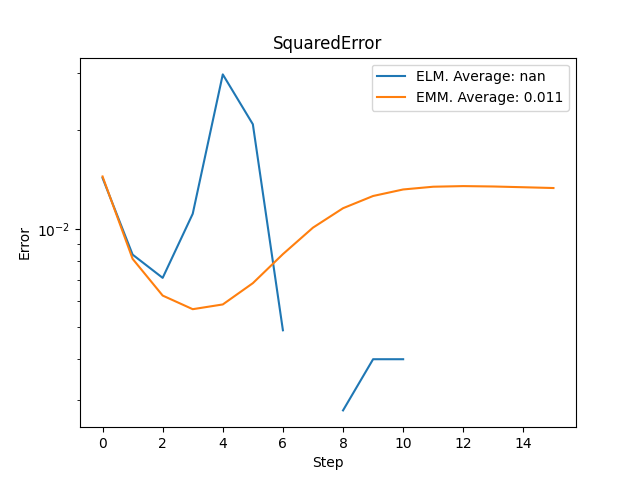 SquaredError
ELM. Average: nan
EMM. Average: 0.011
Error
10⁻²
0 2 4 6 8 10 12 14
Step